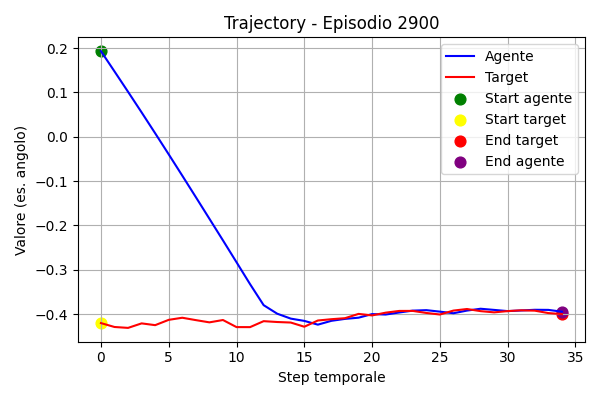 Trajectory - Episodio 2900
Valore (es. angolo)
0.2
0.1
0.0
−0.1
−0.2
−0.3
−0.4
0
5
10
15
20
25
30
35
Step temporale
Agente
Target
Start agente
Start target
End target
End agente